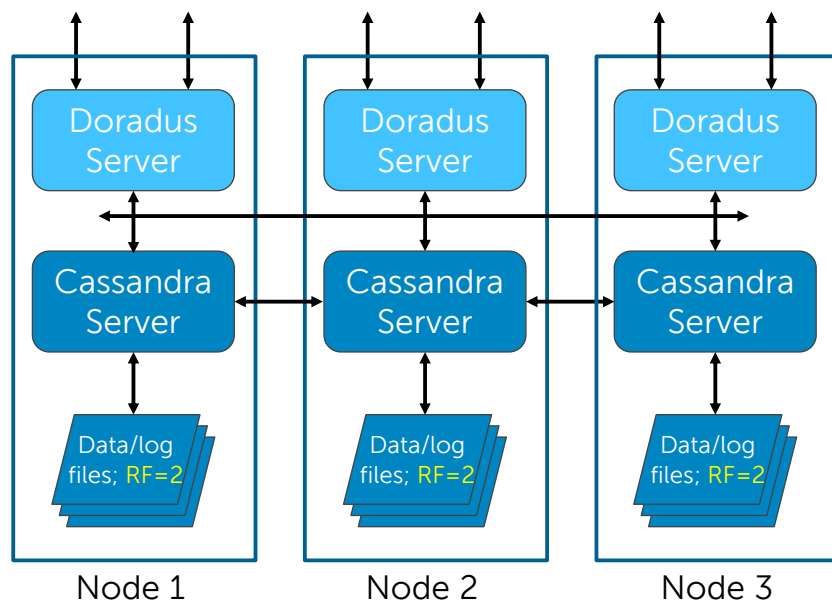 Doradus
Server
Doradus
Server
Doradus
Server
Cassandra
Server
Cassandra
Server
Cassandra
Server
Data/log
files; RF=2
Data/log
files; RF=2
Data/log
files; RF=2
Node 1
Node 2
Node 3